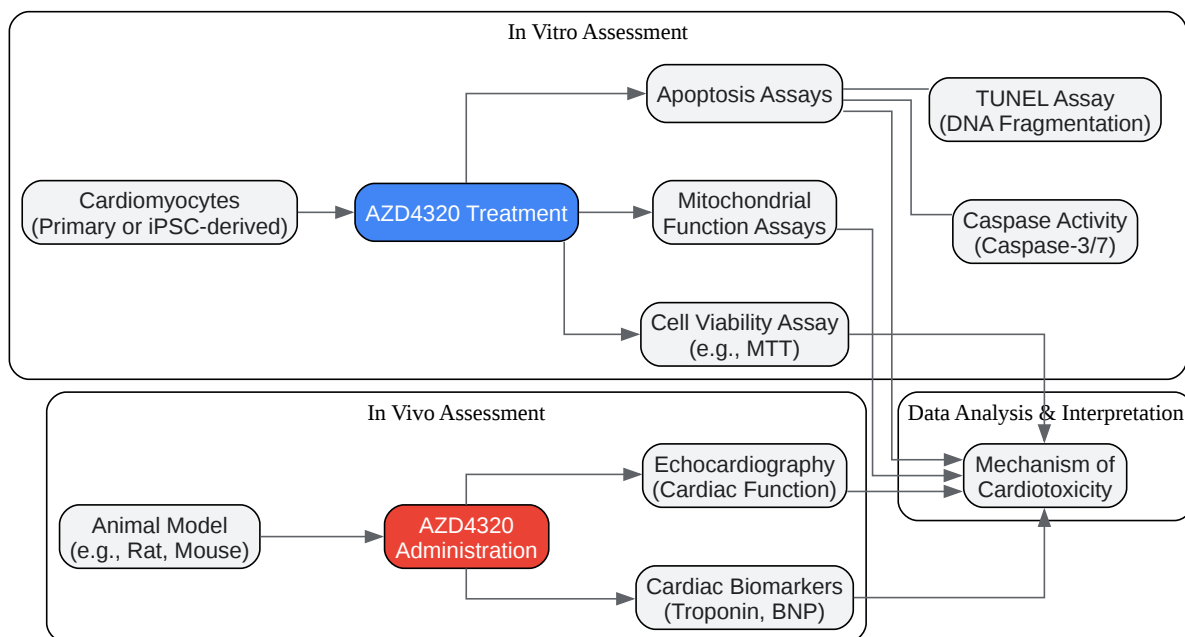 In Vitro Assessment
Apoptosis Assays
TUNEL Assay
(DNA Fragmentation)
Cardiomyocytes
(Primary or iPSC-derived)
AZD4320 Treatment
Mitochondrial
Function Assays
Caspase Activity
(Caspase-3/7)
Cell Viability Assay
(e.g., MTT)
In Vivo Assessment
Data Analysis & Interpretation
Echocardiography
(Cardiac Function)
Mechanism of
Cardiotoxicity
Animal Model
(e.g., Rat, Mouse)
AZD4320
Administration
Cardiac Biomarkers
(Troponin, BNP)